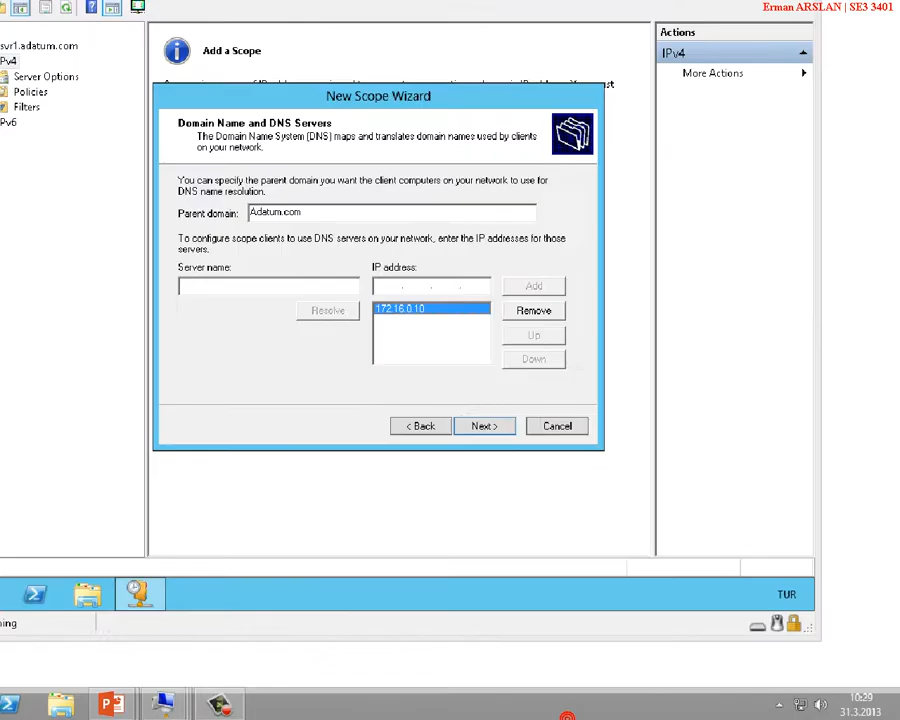 Erman ARSLAN | SE3 3401
svr1.adatum.com
Pv4
Server Options
Policies
Filters
Pv6
Add a Scope
Actions
IPv4
More Actions
New Scope Wizard
Domain Name and DNS Servers
The Domain Name System (DNS) maps and translates domain names used by clients
on your network.
You can specify the parent domain you want the client computers on your network to use for
DNS name resolution.
Parent domain: Adatum.com
To configure scope clients to use DNS servers on your network, enter the IP addresses for those
servers.
Server name: IP address:
. . . Add
Resolve 172.16.0.10 Remove
Up
Down
< Back Next > Cancel
TUR
ning
10:29
31.3.2013